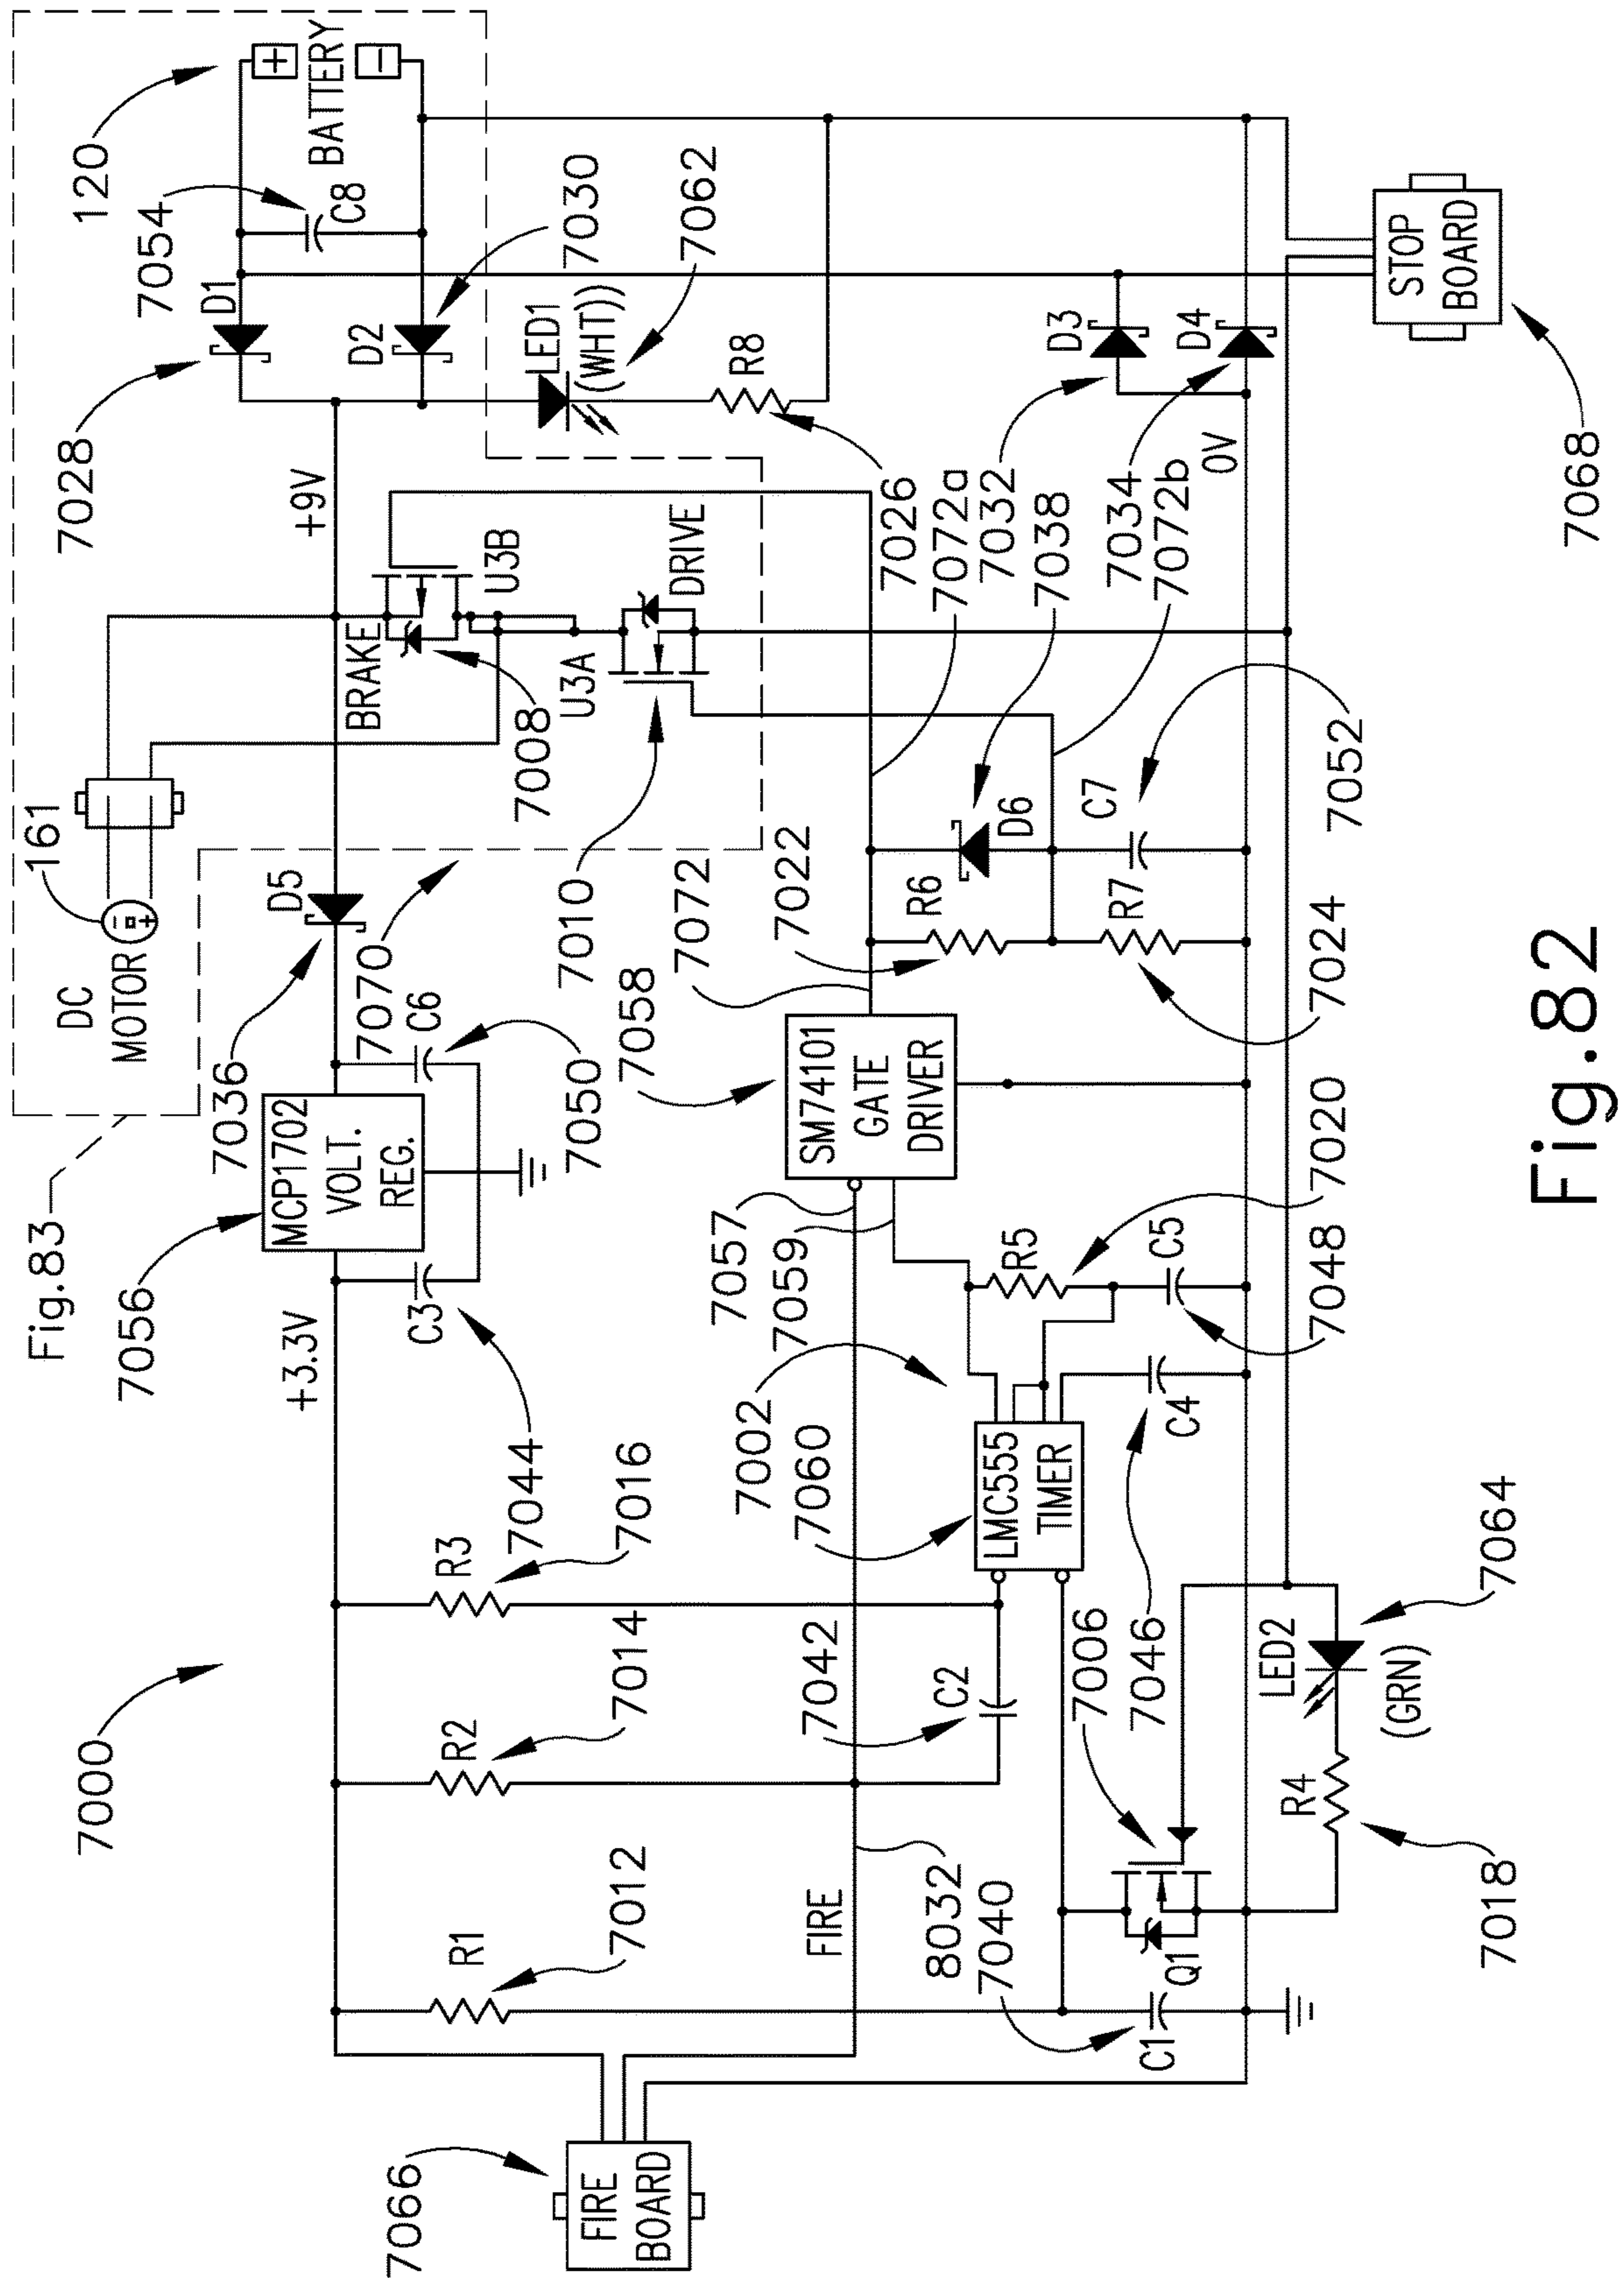 7000
Fig.83
DC
MOTOR
161
120
BATTERY
+
−
7054
C8
D1
7028
D2
7030
LED1
(WHT))
7062
R8
7026
+9V
BRAKE
U3B
7008
U3A
DRIVE
7010
D5
7036
7070
MCP1702
VOLT.
REG.
7056
C6
7050
C3
7044
+3.3V
R3
7016
R2
7014
R1
7012
FIRE
8032
7066
FIRE
BOARD
7040
C1
Q1
7006
C2
7042
LMC555
TIMER
7060
7002
7057
7059
SM74101
GATE
DRIVER
7058
7072
7022
R6
D6
7038
7072a
7072b
R7
7024
C7
7052
R5
7020
C5
7048
C4
7046
LED2
(GRN)
7064
R4
7018
D3
7032
D4
7034
0V
STOP
BOARD
7068
Fig.82